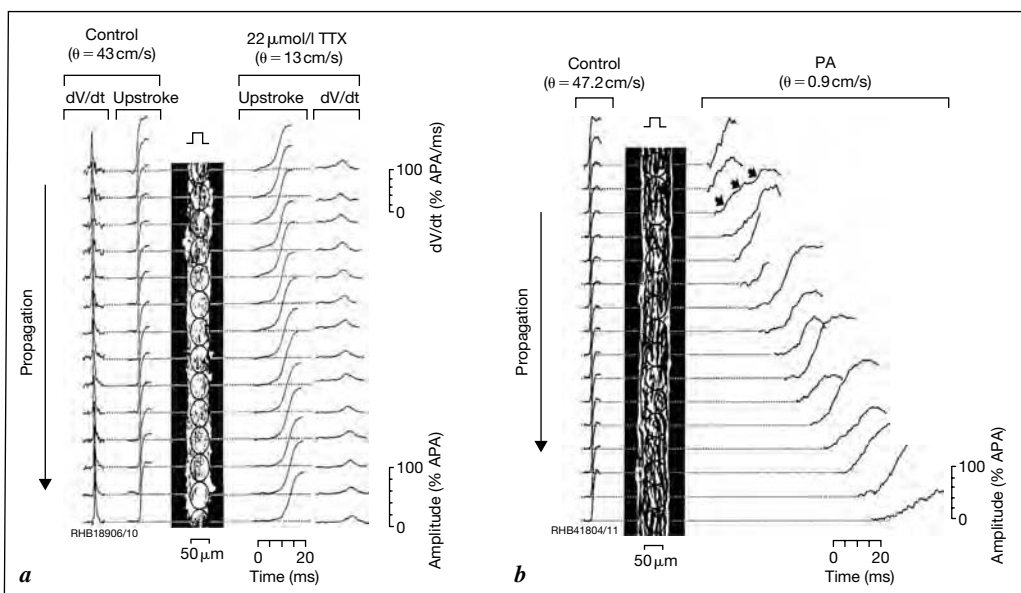 Control
(θ = 43 cm/s)
22 µmol/l TTX
(θ = 13 cm/s)
dV/dt Upstroke
Upstroke dV/dt
Propagation
100
0
dV/dt (% APA/ms)
100
0
Amplitude (% APA)
RHB18906/10
50 µm
0 20
Time (ms)
a
Control
(θ = 47.2 cm/s)
PA
(θ = 0.9 cm/s)
Propagation
100
0
Amplitude (% APA)
RHB41804/11
50 µm
0 20
Time (ms)
b